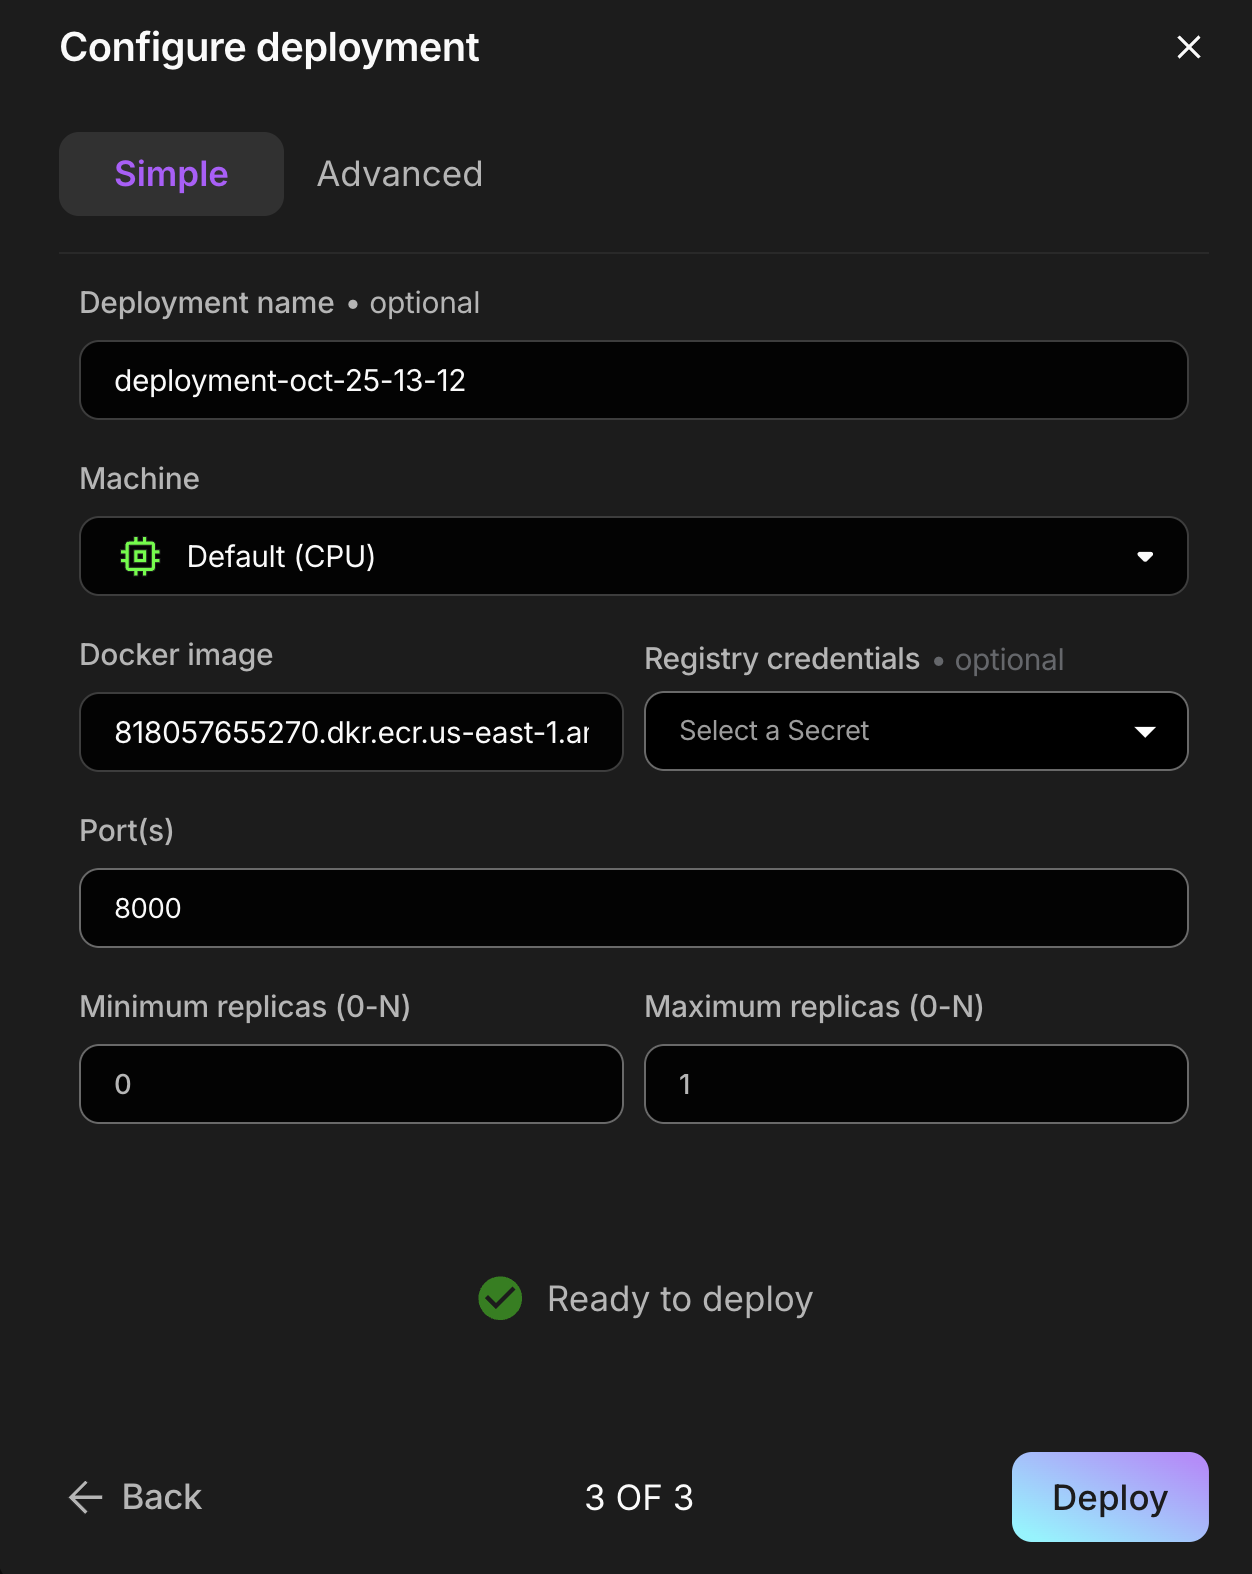 Configure deployment
Simple Advanced
Deployment name • optional
deployment-oct-25-13-12
Machine
Default (CPU)
Docker image
Registry credentials • optional
818057655270.dkr.ecr.us-east-1.ar
Select a Secret
Port(s)
8000
Minimum replicas (0-N)
Maximum replicas (0-N)
0
1
Ready to deploy
Back
3 OF 3
Deploy